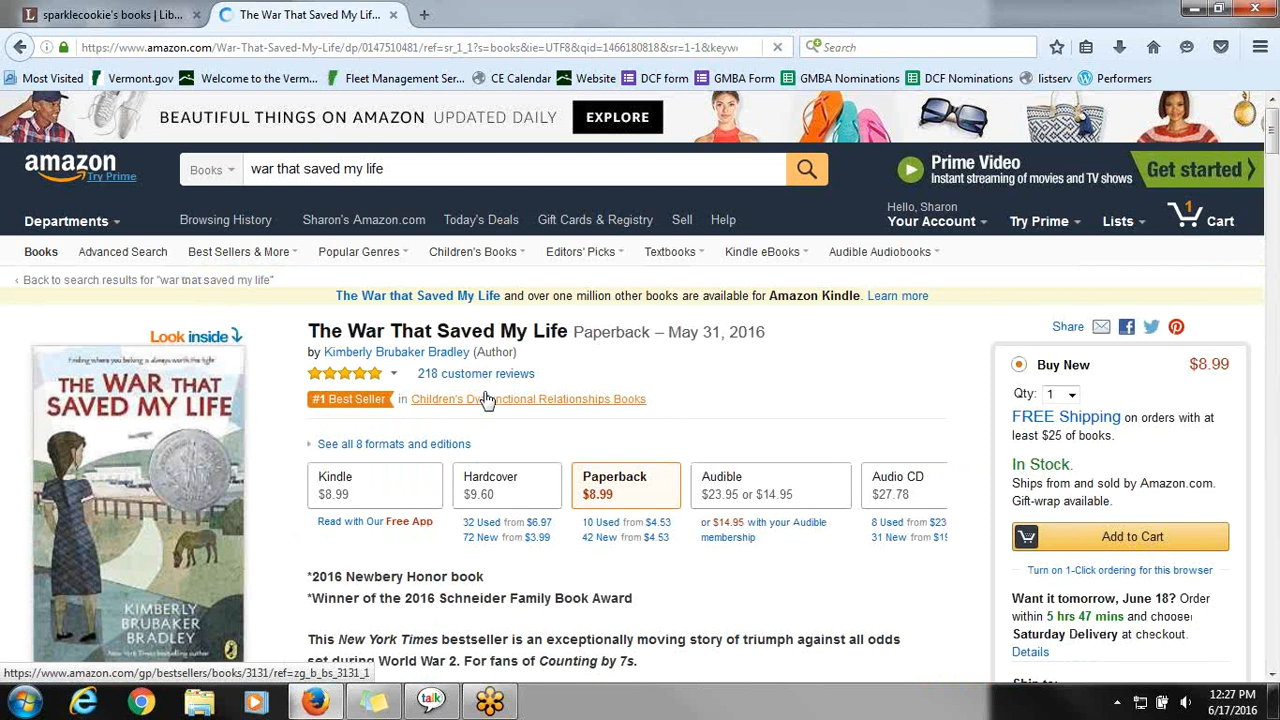 sparklecookie's books | Lib...
The War That Saved My Lif...
https://www.amazon.com/War-That-Saved-My-Life/dp/0147510481/ref=sr_1_1?s=books&ie=UTF8&qid=1466180818&sr=1-1&keyw
Search
Most Visited
Vermont.gov
Welcome to the Verm...
Fleet Management Ser...
CE Calendar
Website
DCF form
GMBA Form
GMBA Nominations
DCF Nominations
listserv
Performers
BEAUTIFUL THINGS ON AMAZON UPDATED DAILY
EXPLORE
amazon
Try Prime
Books
war that saved my life
Prime Video
Instant streaming of movies and TV shows
Get started ›
Departments
Browsing History
Sharon's Amazon.com
Today's Deals
Gift Cards & Registry
Sell
Help
Hello, Sharon
Your Account
Try Prime
Lists
1
Cart
Books
Advanced Search
Best Sellers & More
Popular Genres
Children's Books
Editors' Picks
Textbooks
Kindle eBooks
Audible Audiobooks
‹ Back to search results for "war that saved my life"
The War that Saved My Life and over one million other books are available for Amazon Kindle. Learn more
Look inside
Finding where you belong is always worth the fight
THE WAR THAT
SAVED MY LIFE
KIMBERLY
BRUBAKER
BRADLEY
New York Times bestselling author
The War That Saved My Life Paperback – May 31, 2016
by Kimberly Brubaker Bradley (Author)
218 customer reviews
#1 Best Seller in Children's Relationships Books
See all 8 formats and editions
Kindle
$8.99
Read with Our Free App
Hardcover
$9.60
32 Used from $6.97
72 New from $3.99
Paperback
$8.99
10 Used from $4.53
42 New from $4.53
Audible
$23.95 or $14.95
or $14.95 with your Audible
membership
Audio CD
$27.78
8 Used from $23
31 New from
*2016 Newbery Honor book
*Winner of the 2016 Schneider Family Book Award
This New York Times bestseller is an exceptionally moving story of triumph against all odds
set during World War 2. For fans of Counting by 7s.
Share
Buy New
$8.99
Qty: 1
FREE Shipping on orders with at
least $25 of books.
In Stock.
Ships from and sold by Amazon.com.
Gift-wrap available.
Add to Cart
Turn on 1-Click ordering for this browser
Want it tomorrow, June 18? Order
within 5 hrs 47 mins and choose
Saturday Delivery at checkout.
Details
https://www.amazon.com/gp/bestsellers/books/3131/ref=zg_b_bs_3131_1
talk
12:27 PM
6/17/2016